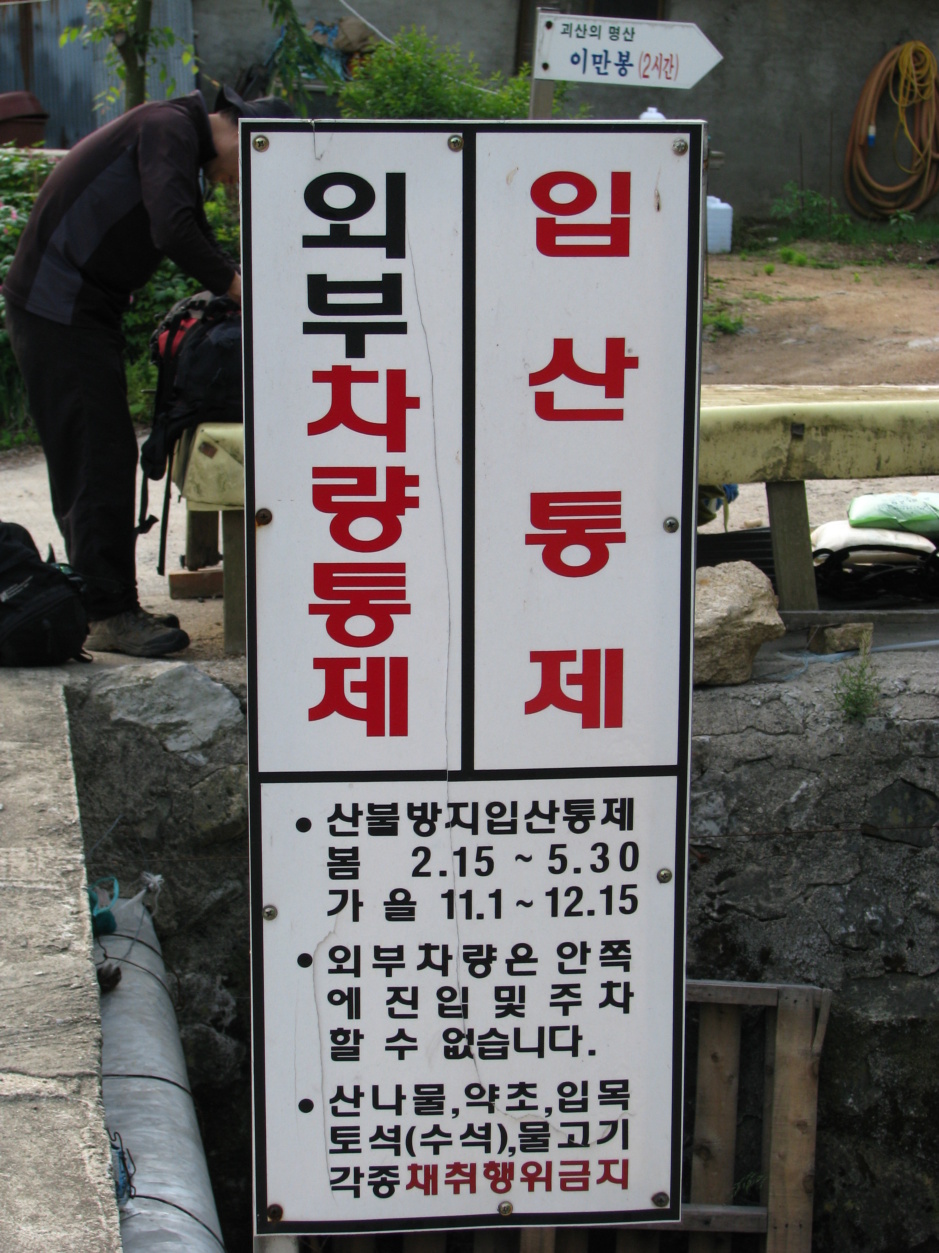 괴산의 명산
이만봉(2시간)
외부차량통제
입산통제
● 산불방지입산통제
봄 2.15 ~ 5.30
가 을 11.1 ~ 12.15
● 외부차량은 안쪽
에 진입 및 주차
할 수 없습니다.
● 산나물,약초,입목
토석(수석),물고기
각종채취행위금지